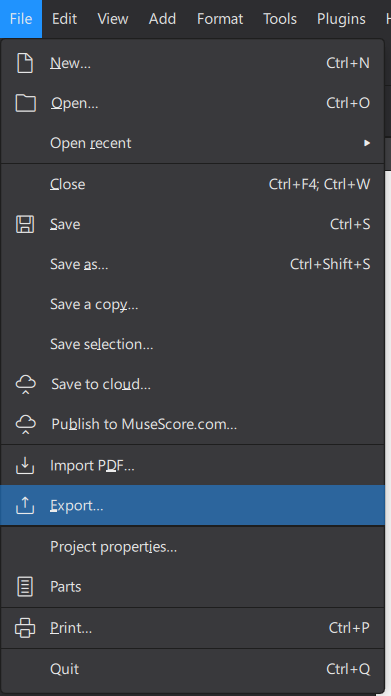 File Edit View Add Format Tools Plugins
New... Ctrl+N
Open... Ctrl+O
Open recent
Close Ctrl+F4; Ctrl+W
Save Ctrl+S
Save as... Ctrl+Shift+S
Save a copy...
Save selection...
Save to cloud...
Publish to MuseScore.com...
Import PDF...
Export...
Project properties...
Parts
Print... Ctrl+P
Quit Ctrl+Q